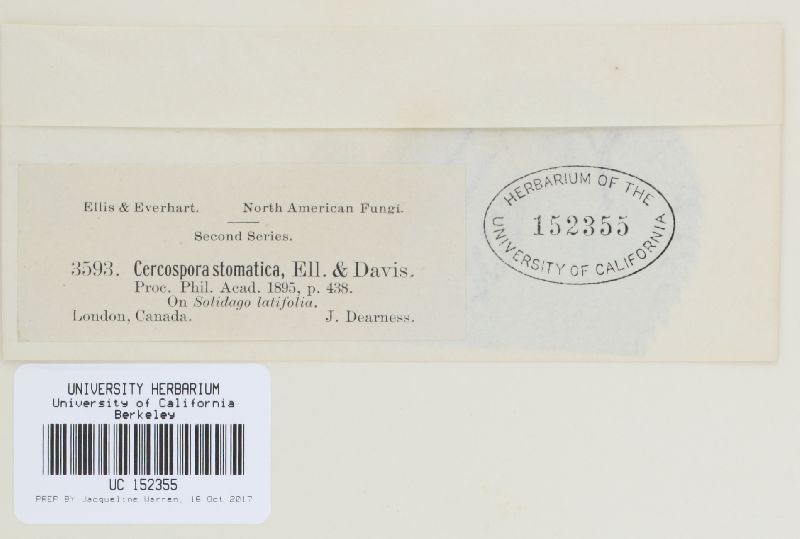 Ellis & Everhart. North American Fungi.
Second Series.
3593. Cercospora stomatica, Ell. & Davis.
Proc. Phil. Acad. 1895, p. 438.
On Solidago latifolia.
London, Canada. J. Dearness.
HERBARIUM OF THE
152355
UNIVERSITY OF CALIFORNIA
UNIVERSITY HERBARIUM
University of California
Berkeley
UC 152355
PREP BY Jacqueline Warren, 16 Oct 2017